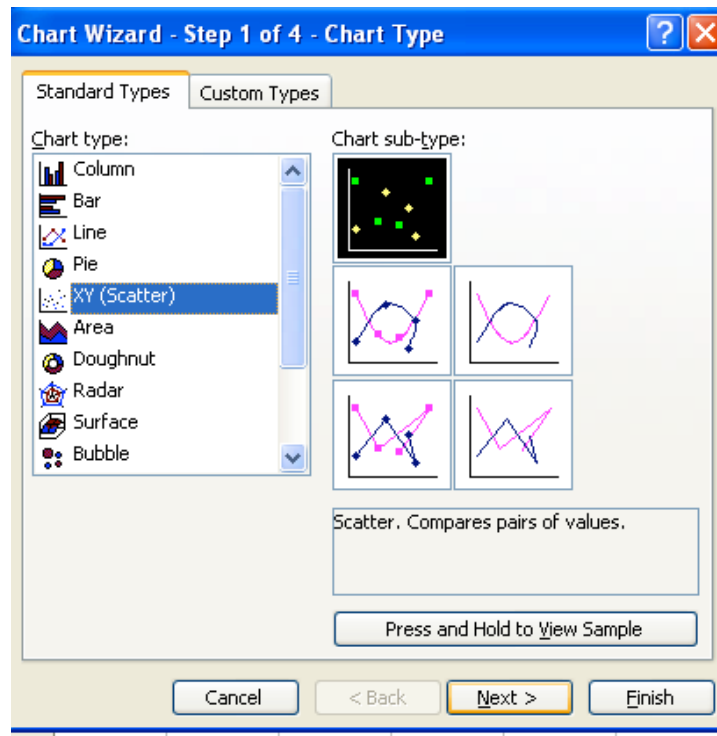 Chart Wizard - Step 1 of 4 - Chart Type
Standard Types
Custom Types
Chart type:
Column
Bar
Line
Pie
XY (Scatter)
Area
Doughnut
Radar
Surface
Bubble
Chart sub-type:
Scatter. Compares pairs of values.
Press and Hold to View Sample
Cancel
< Back
Next >
Finish